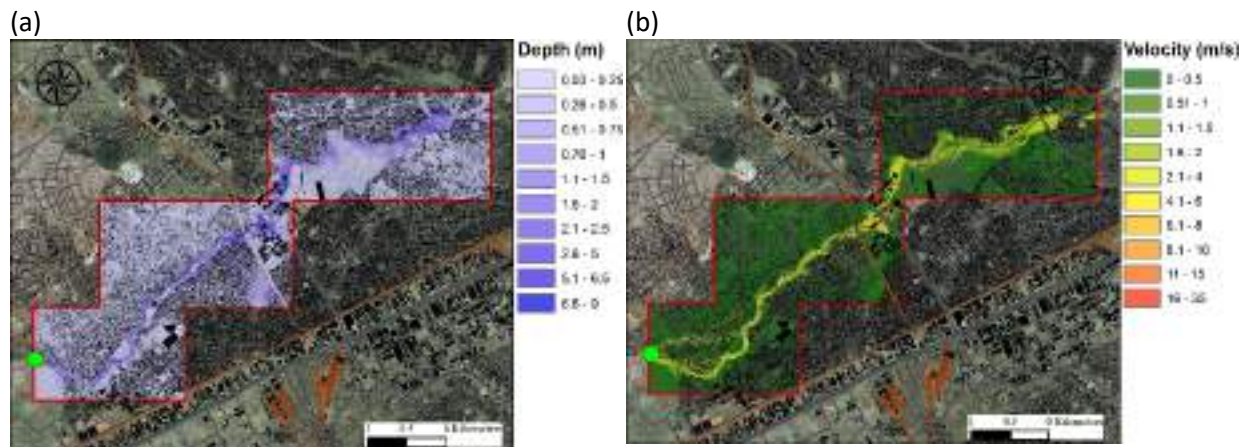 (a)
Depth (m)
0.03 - 0.25
0.26 - 0.5
0.51 - 0.75
0.76 - 1
1.1 - 1.5
1.6 - 2
2.1 - 2.5
2.6 - 5
5.1 - 6.5
6.6 - 9
Kilometers
(b)
Velocity (m/s)
0 - 0.5
0.51 - 1
1.1 - 1.5
1.6 - 2
2.1 - 4
4.1 - 6
6.1 - 8
8.1 - 10
11 - 15
16 - 35
Kilometers